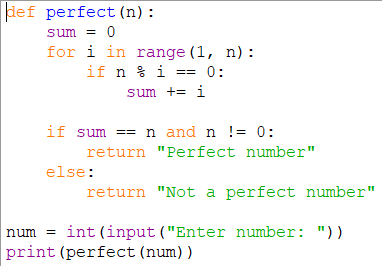 def perfect(n):
    sum = 0
    for i in range(1, n):
        if n % i == 0:
            sum += i

    if sum == n and n != 0:
        return "Perfect number"
    else:
        return "Not a perfect number"

num = int(input("Enter number: "))
print(perfect(num))